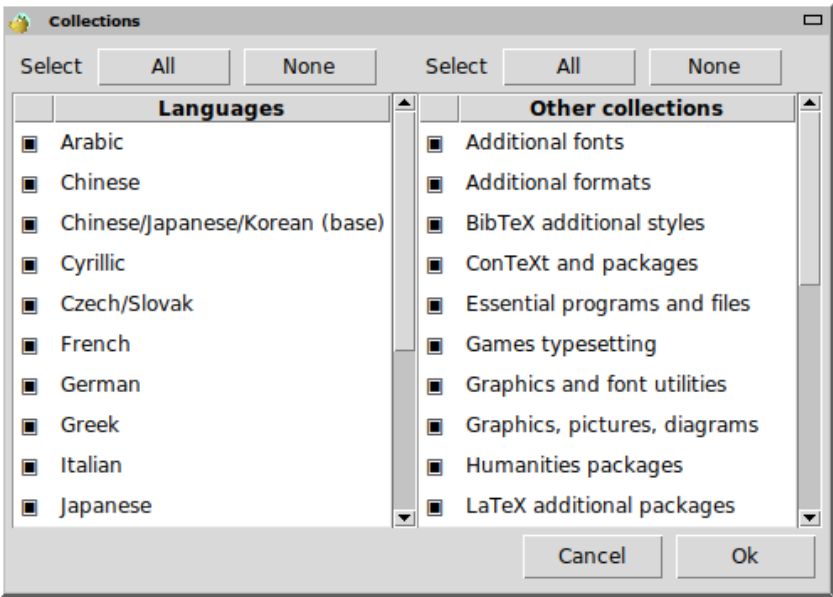 Collections
Select All None Select All None
Languages
Arabic
Chinese
Chinese/Japanese/Korean (base)
Cyrillic
Czech/Slovak
French
German
Greek
Italian
Japanese
Other collections
Additional fonts
Additional formats
BibTeX additional styles
ConTeXt and packages
Essential programs and files
Games typesetting
Graphics and font utilities
Graphics, pictures, diagrams
Humanities packages
LaTeX additional packages
Cancel Ok